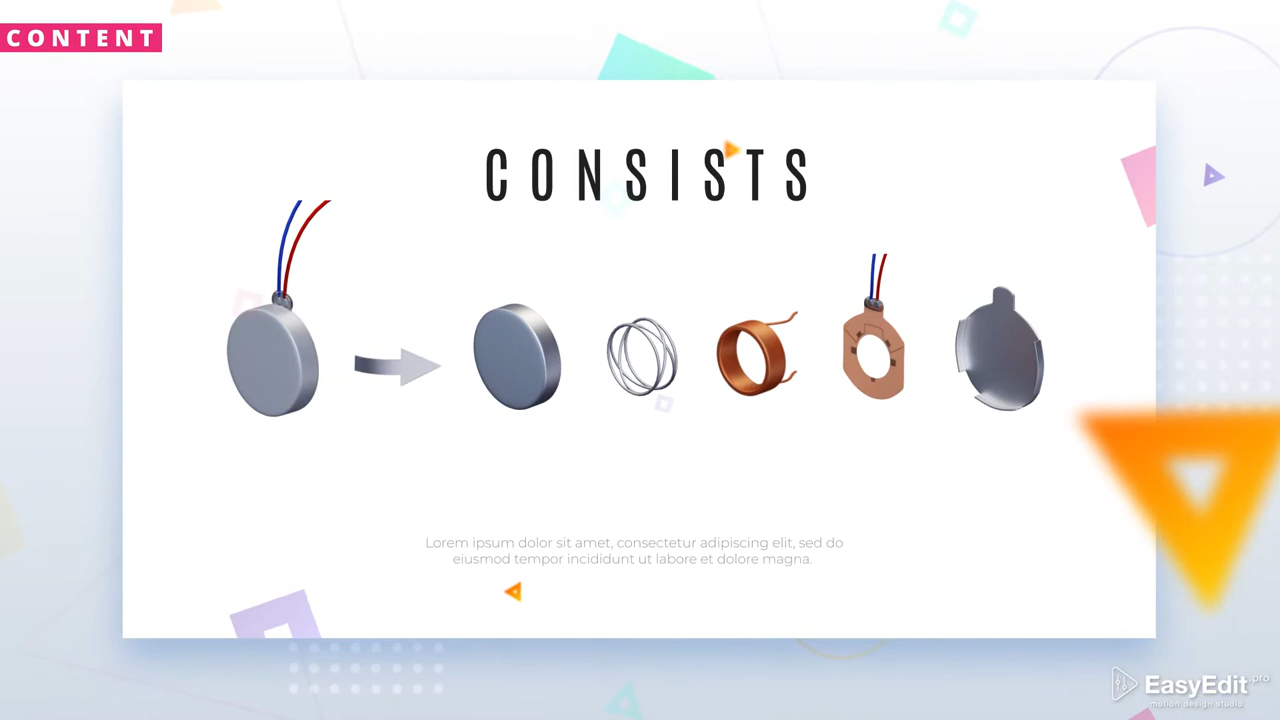 CONTENT
CONSISTS
Lorem ipsum dolor sit amet, consectetur adipiscing elit, sed do
eiusmod tempor incididunt ut labore et dolore magna.
EasyEdit.pro
motion design studio